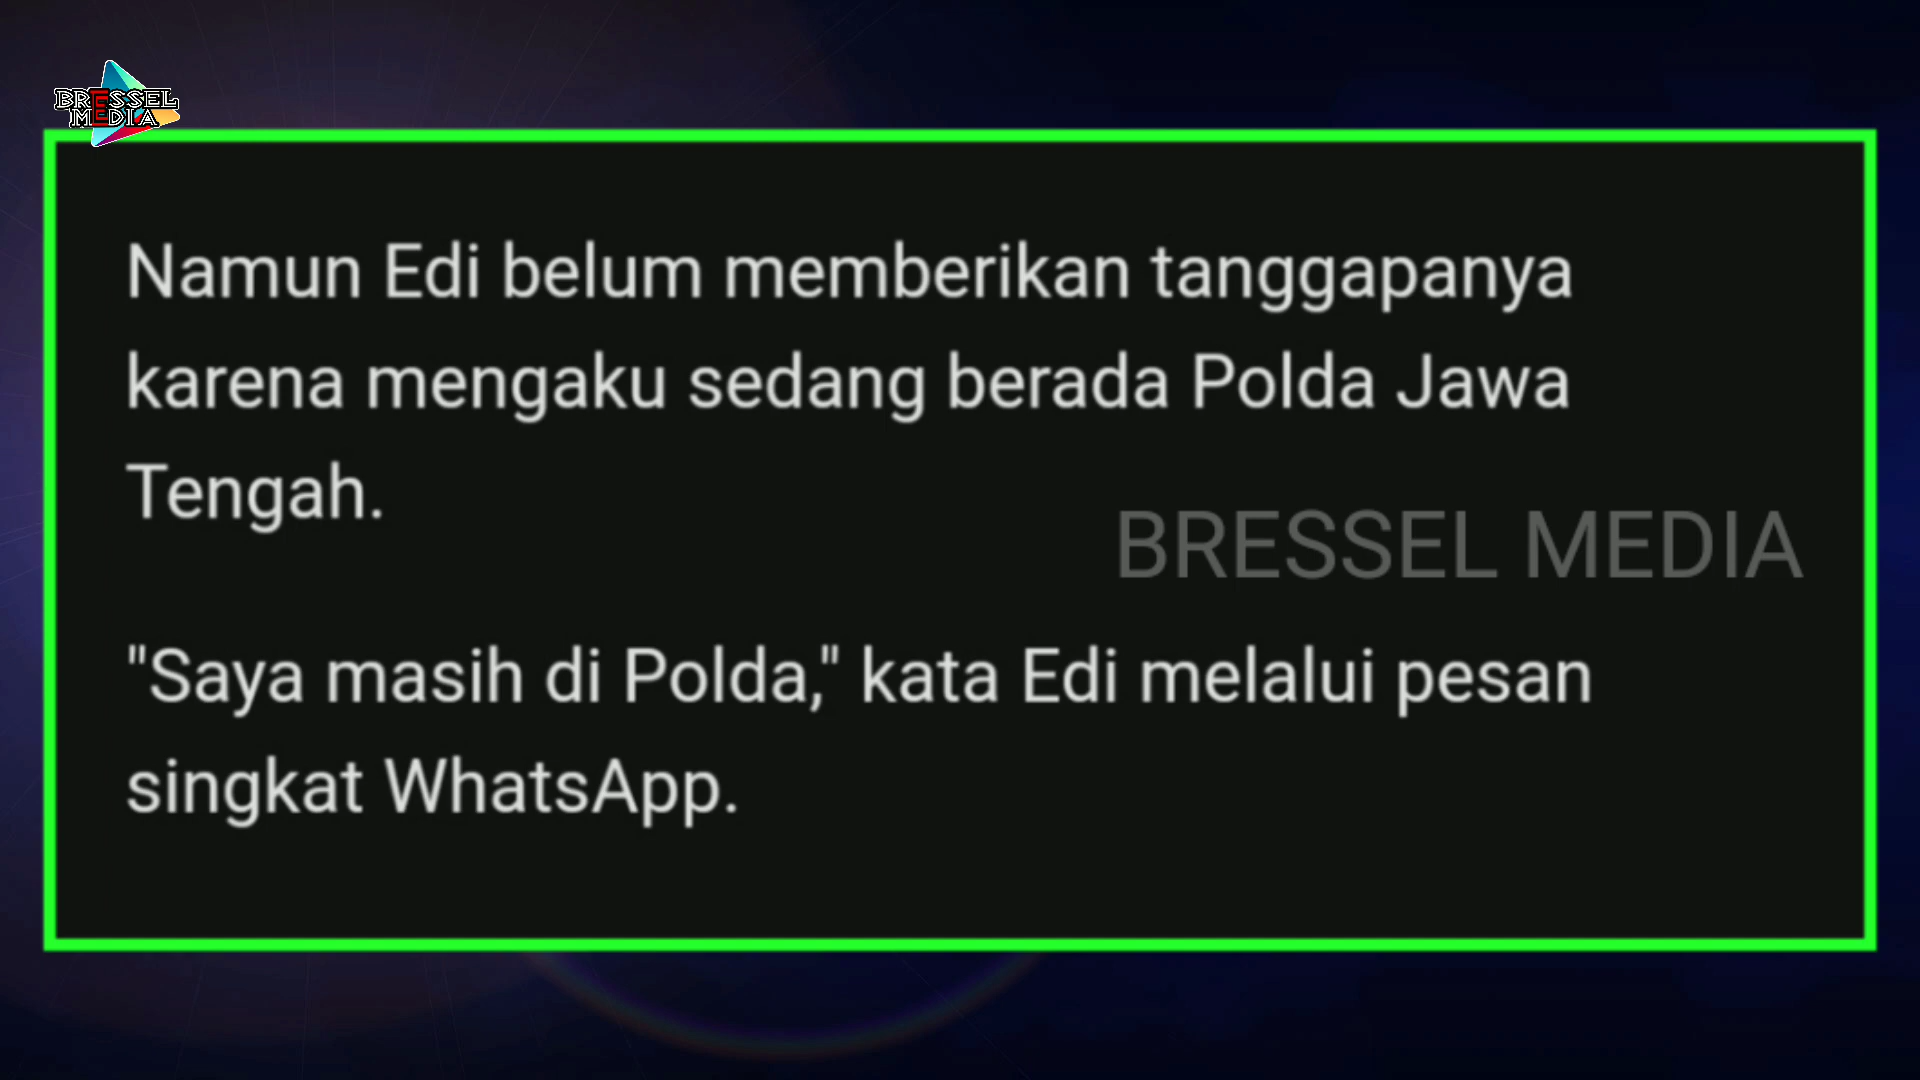 BRESSEL
MEDIA
Namun Edi belum memberikan tanggapanya
karena mengaku sedang berada Polda Jawa
Tengah.
BRESSEL MEDIA
"Saya masih di Polda," kata Edi melalui pesan
singkat WhatsApp.